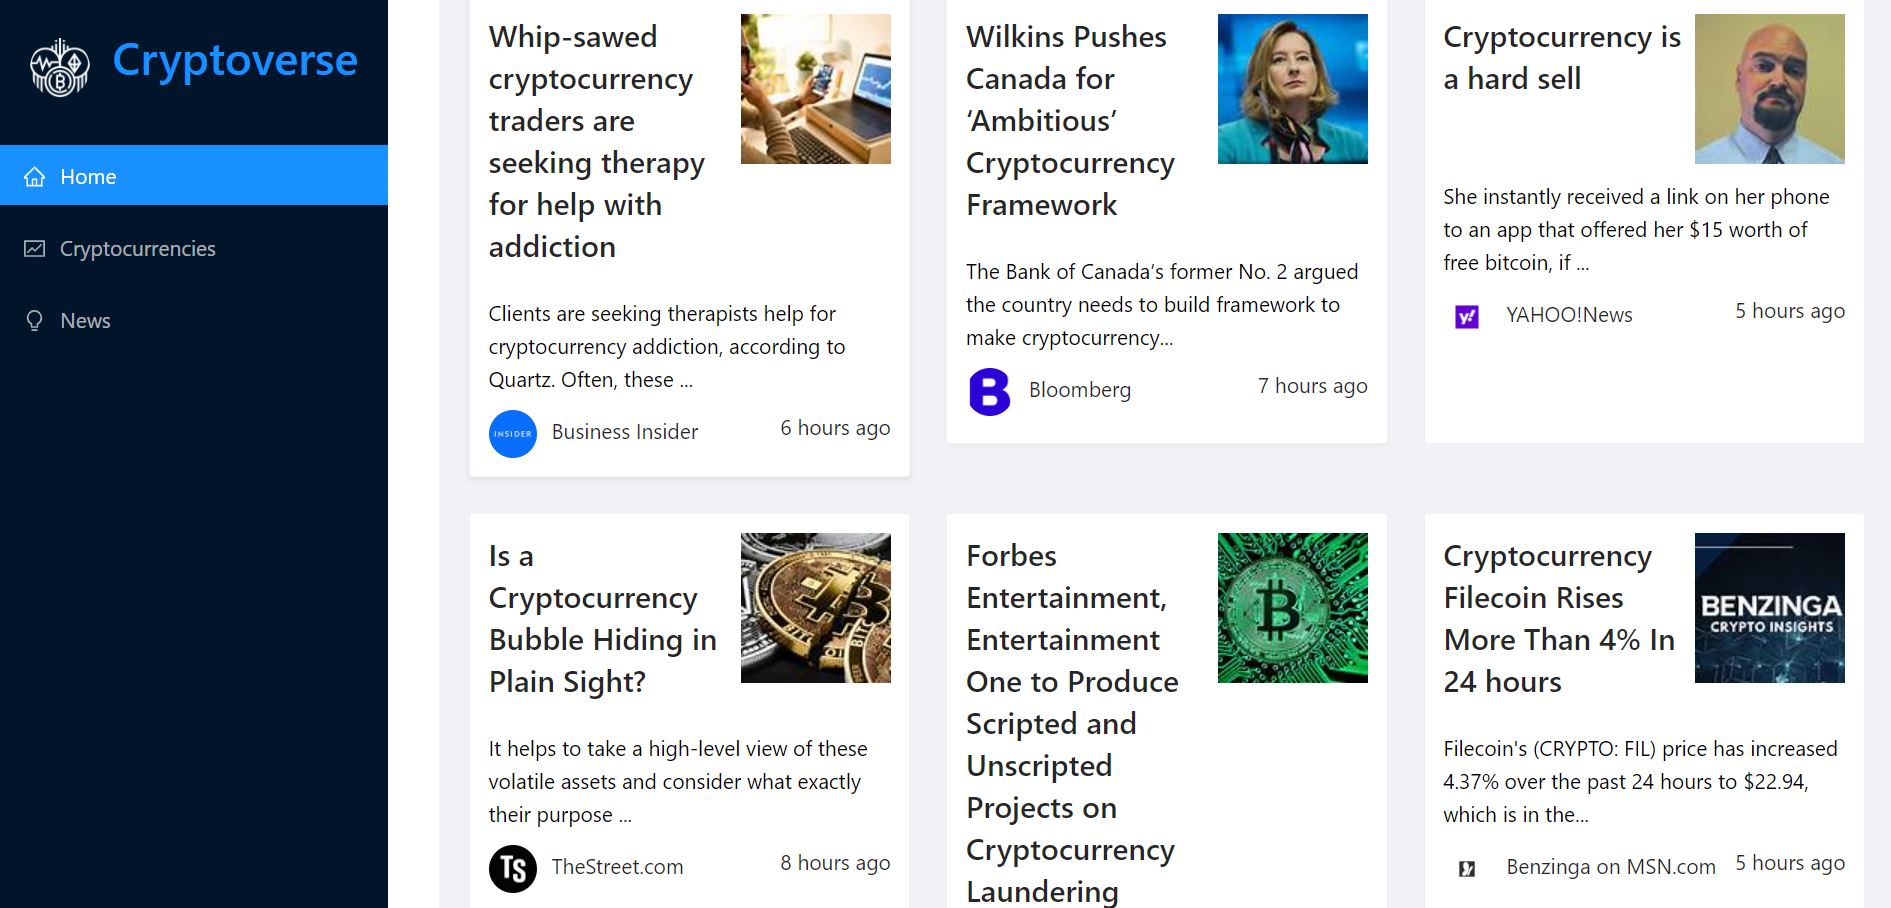 Cryptoverse
Home
Cryptocurrencies
News
Whip-sawed
cryptocurrency
traders are
seeking therapy
for help with
addiction
Clients are seeking therapists help for
cryptocurrency addiction, according to
Quartz. Often, these ...
INSIDER
Business Insider
6 hours ago
Wilkins Pushes
Canada for
‘Ambitious’
Cryptocurrency
Framework
The Bank of Canada’s former No. 2 argued
the country needs to build framework to
make cryptocurrency...
B
Bloomberg
7 hours ago
Cryptocurrency is
a hard sell
She instantly received a link on her phone
to an app that offered her $15 worth of
free bitcoin, if ...
y!
YAHOO!News
5 hours ago
Is a
Cryptocurrency
Bubble Hiding in
Plain Sight?
It helps to take a high-level view of these
volatile assets and consider what exactly
their purpose ...
TS
TheStreet.com
8 hours ago
Forbes
Entertainment,
Entertainment
One to Produce
Scripted and
Unscripted
Projects on
Cryptocurrency
Laundering
Cryptocurrency
Filecoin Rises
More Than 4% In
24 hours
BENZINGA
CRYPTO INSIGHTS
Filecoin's (CRYPTO: FIL) price has increased
4.37% over the past 24 hours to $22.94,
which is in the...
Benzinga on MSN.com
5 hours ago